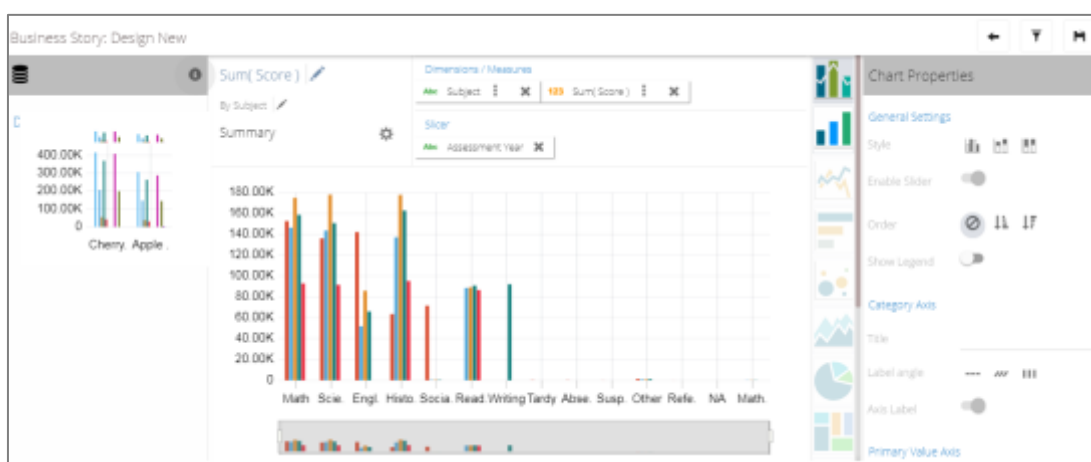 Business Story: Design New
Sum( Score )
By Subject
Summary
Dimensions / Measures
Abc Subject
123 Sum( Score )
Slicer
Abc Assessment Year
400.00K
300.00K
200.00K
100.00K
0
Cherry. Apple .
180.00K
160.00K
140.00K
120.00K
100.00K
80.00K
60.00K
40.00K
20.00K
0
Math Scie. Engl. Histo. Socia. Read. Writing Tardy Abse. Susp. Other Refe. NA Math.
Chart Properties
General Settings
Style
Enable Slider
Order
Show Legend
Category Axis
Title
Label angle
Axis Label
Primary Value Axis